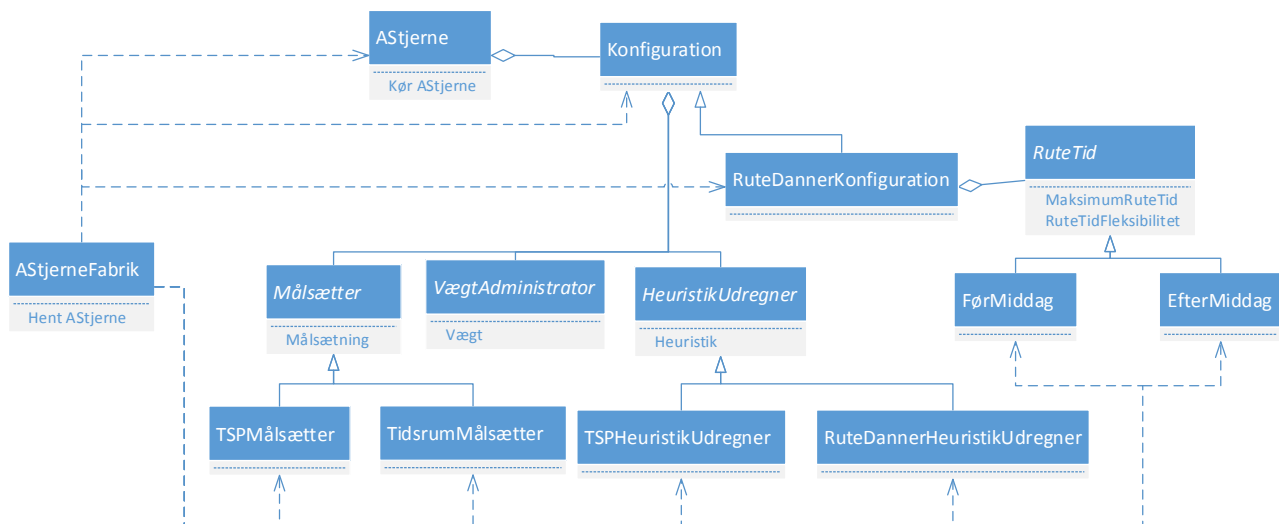 AStjerne
Kør AStjerne
Konfiguration
RuteTid
MaksimumRuteTid
RuteTidFleksibilitet
RuteDannerKonfiguration
AStjerneFabrik
Hent AStjerne
Målsætter
Målsætning
VægtAdministrator
Vægt
HeuristikUdregner
Heuristik
FørMiddag
EfterMiddag
TSPMålsætter
TidsrumMålsætter
TSPHeuristikUdregner
RuteDannerHeuristikUdregner